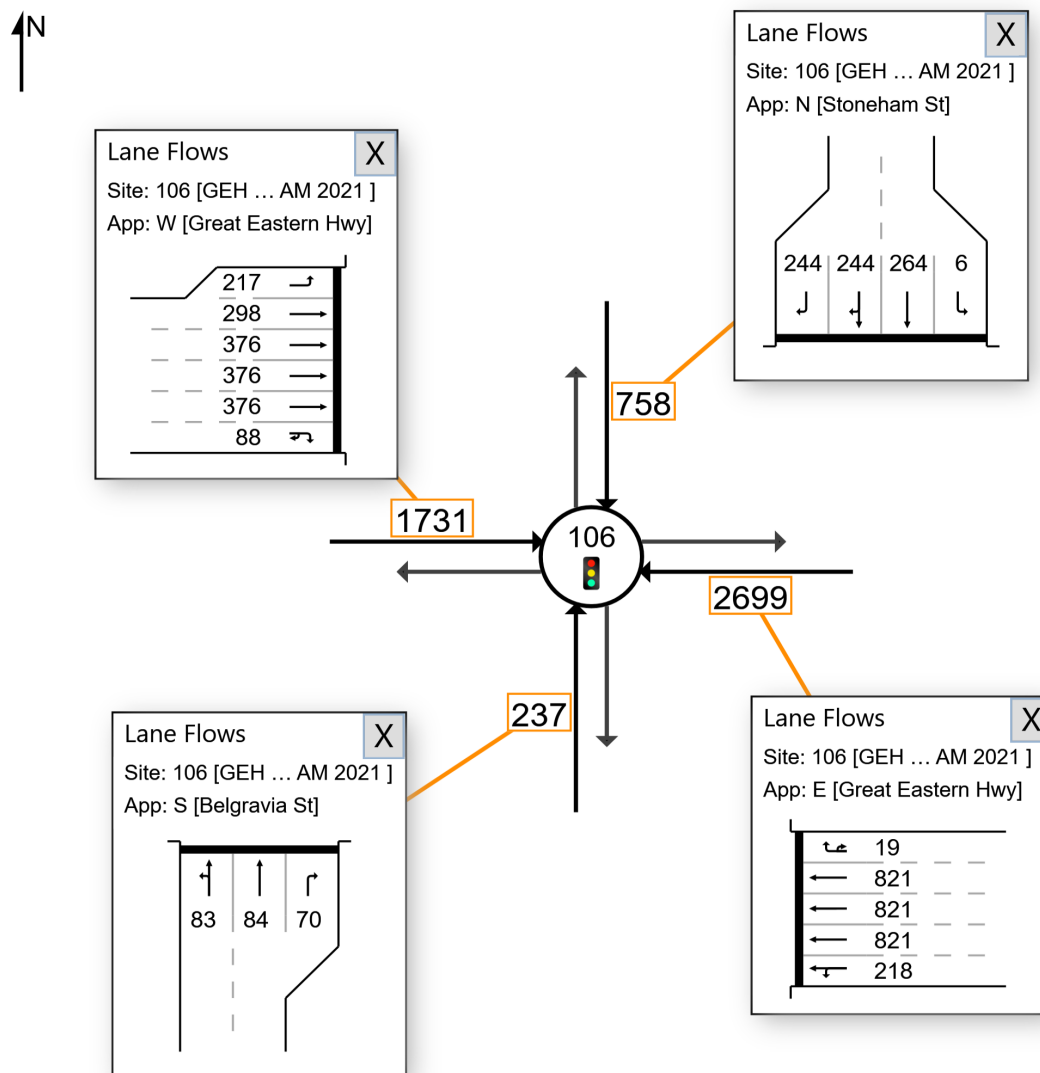 N
Lane Flows
X
Site: 106 [GEH ... AM 2021 ]
App: N [Stoneham St]
244 244 264 6
Lane Flows
X
Site: 106 [GEH ... AM 2021 ]
App: W [Great Eastern Hwy]
217
298
376
376
376
88
758
1731
106
2699
237
Lane Flows
X
Site: 106 [GEH ... AM 2021 ]
App: S [Belgravia St]
83 84 70
Lane Flows
X
Site: 106 [GEH ... AM 2021 ]
App: E [Great Eastern Hwy]
19
821
821
821
218